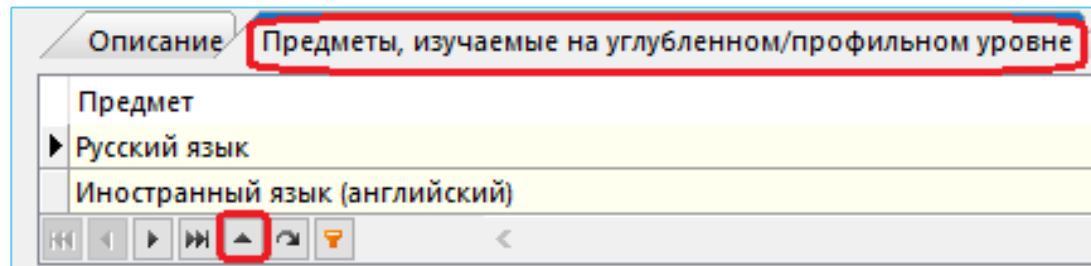 Описание Предметы, изучаемые на углубленном/профильном уровне
Предмет
Русский язык
Иностранный язык (английский)